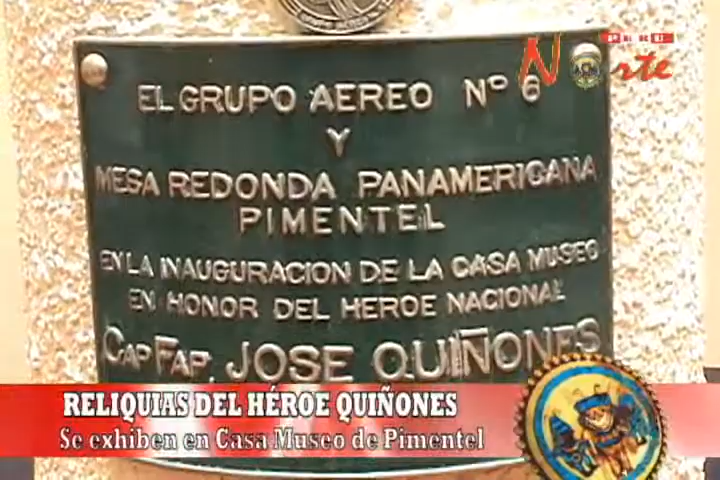 Norte
EL GRUPO AEREO Nº 6
Y
MESA REDONDA PANAMERICANA
PIMENTEL
EN LA INAUGURACION DE LA CASA MUSEO
EN HONOR DEL HEROE NACIONAL
CAP FAP. JOSE QUIÑONES
RELIQUIAS DEL HÉROE QUIÑONES
Se exhiben en Casa Museo de Pimentel